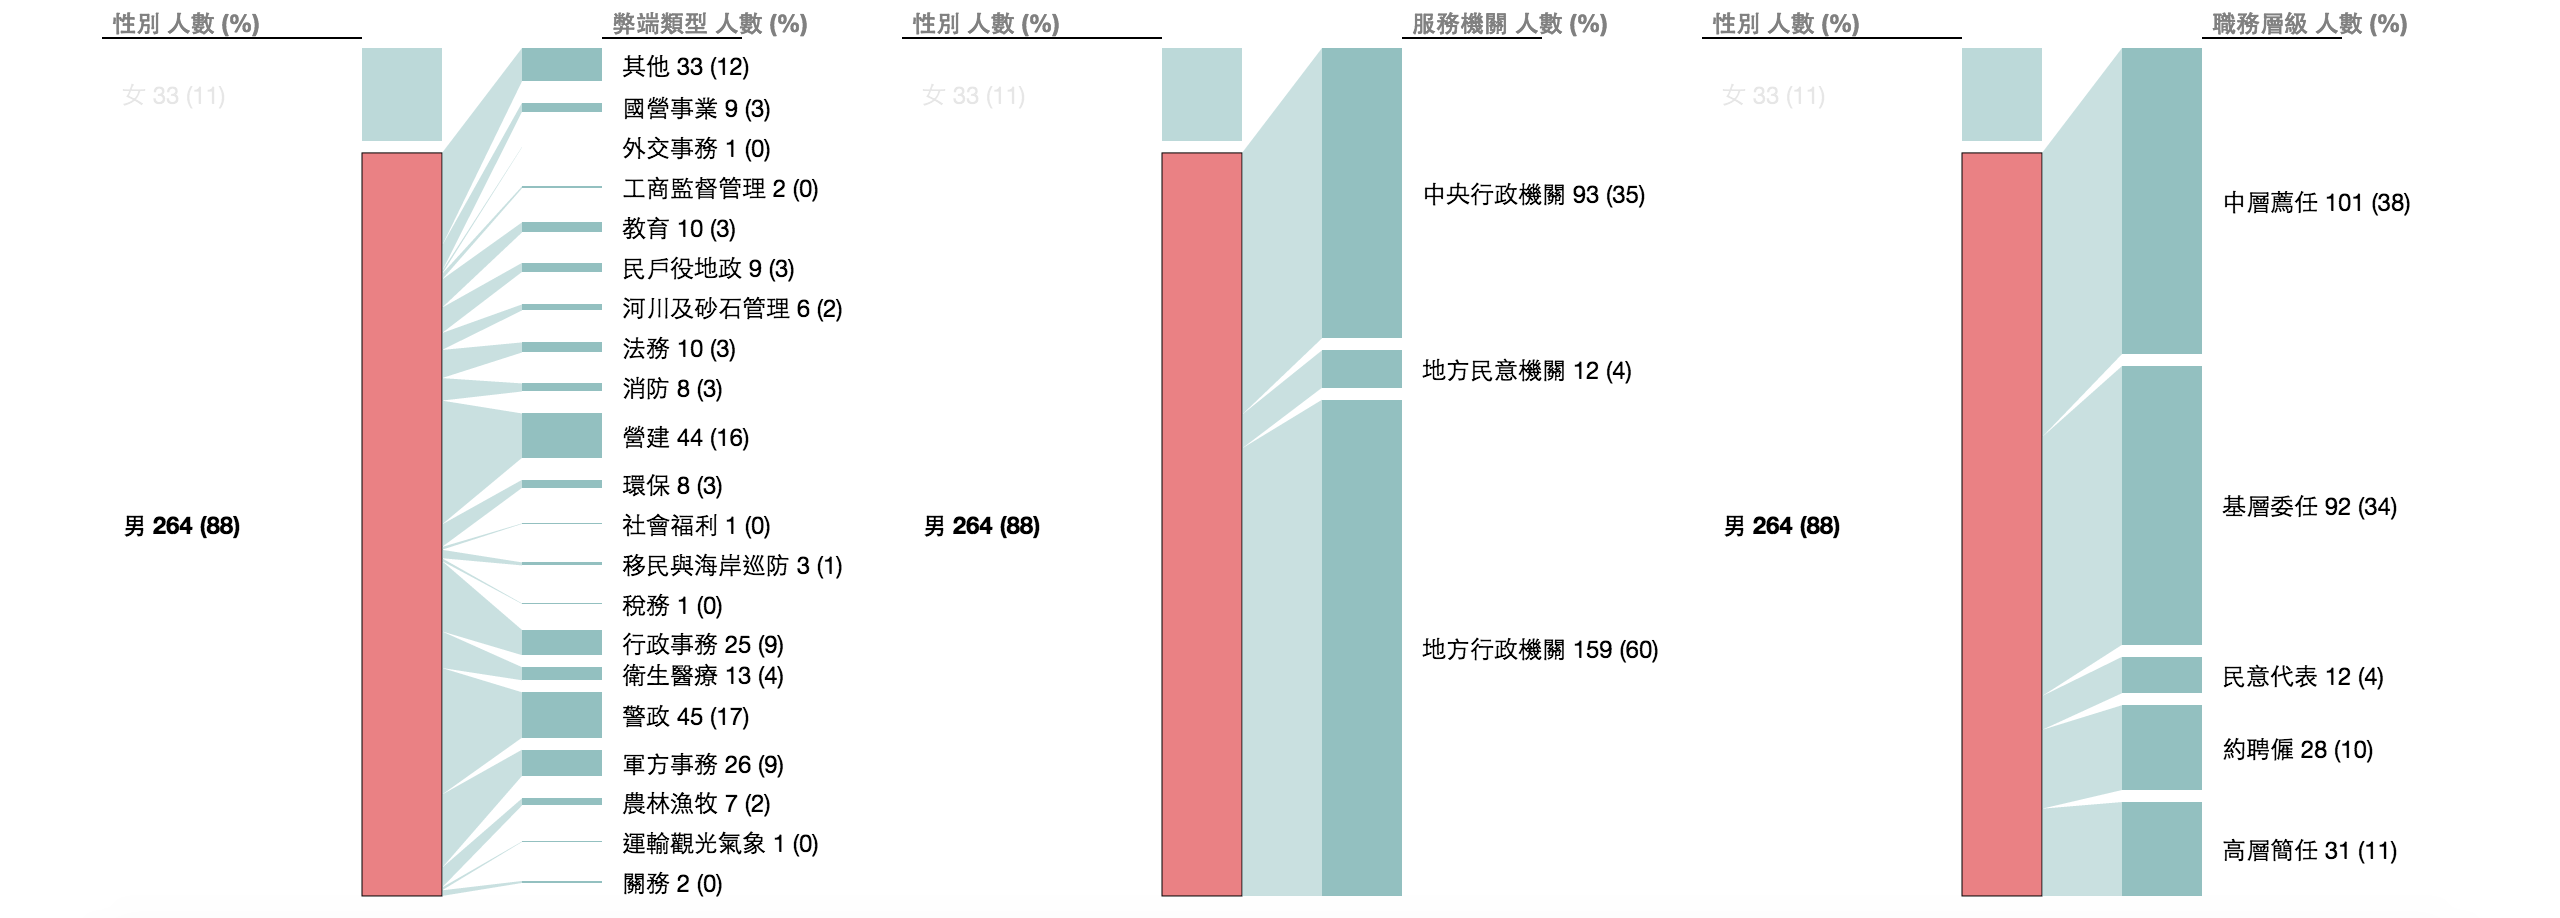 性別 人數 (%)
弊端類型 人數 (%)
女 33 (11)
男 264 (88)
其他 33 (12)
國營事業 9 (3)
外交事務 1 (0)
工商監督管理 2 (0)
教育 10 (3)
民戶役地政 9 (3)
河川及砂石管理 6 (2)
法務 10 (3)
消防 8 (3)
營建 44 (16)
環保 8 (3)
社會福利 1 (0)
移民與海岸巡防 3 (1)
稅務 1 (0)
行政事務 25 (9)
衛生醫療 13 (4)
警政 45 (17)
軍方事務 26 (9)
農林漁牧 7 (2)
運輸觀光氣象 1 (0)
關務 2 (0)
性別 人數 (%)
服務機關 人數 (%)
女 33 (11)
男 264 (88)
中央行政機關 93 (35)
地方民意機關 12 (4)
地方行政機關 159 (60)
性別 人數 (%)
職務層級 人數 (%)
女 33 (11)
男 264 (88)
中層薦任 101 (38)
基層委任 92 (34)
民意代表 12 (4)
約聘僱 28 (10)
高層簡任 31 (11)